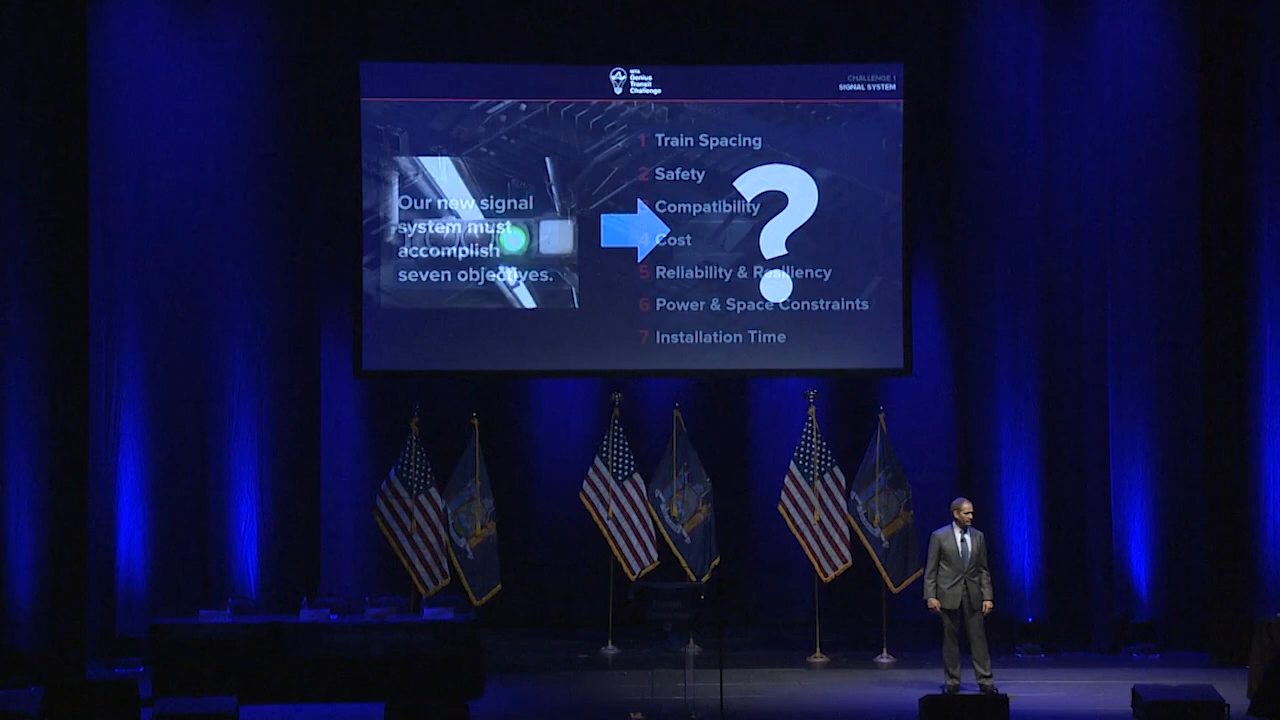 MTA
Genius
Transit
Challenge
CHALLENGE 1
SIGNAL SYSTEM
Our new signal
system must
accomplish
seven objectives.
1 Train Spacing
2 Safety
3 Compatibility
4 Cost
5 Reliability & Resiliency
6 Power & Space Constraints
7 Installation Time
?